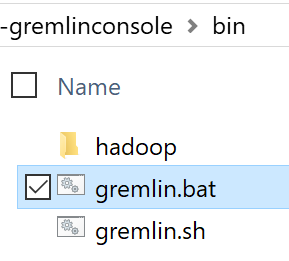 -gremlinconsole > bin
Name
hadoop
gremlin.bat
gremlin.sh